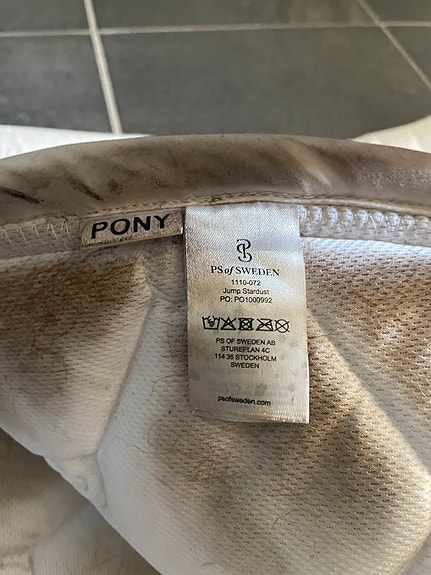 PONY
PS of SWEDEN
1110-072
Jump Stardust
PO: PO1000992
PS OF SWEDEN AB
STUREPLAN 4C
114 35 STOCKHOLM
SWEDEN
psofsweden.com